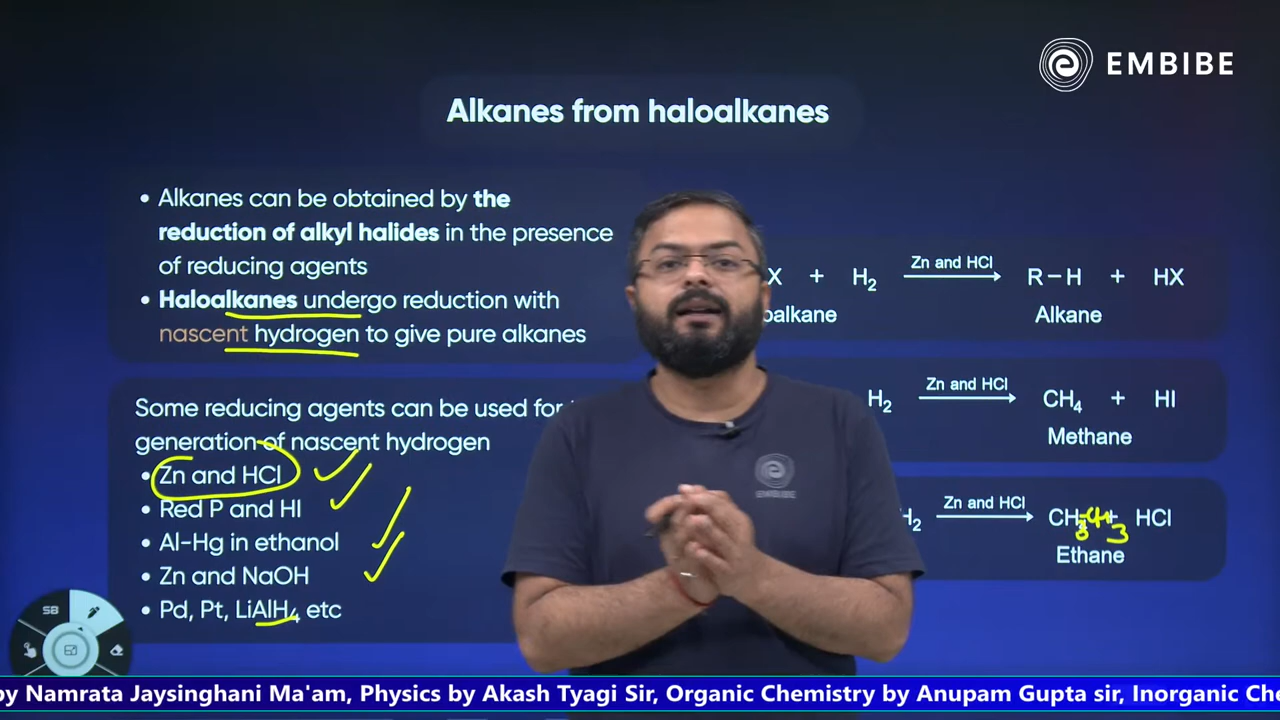 EMBIBE
Alkanes from haloalkanes
• Alkanes can be obtained by the
reduction of alkyl halides in the presence
of reducing agents
• Haloalkanes undergo reduction with
nascent hydrogen to give pure alkanes
Some reducing agents can be used for
generation of nascent hydrogen
• Zn and HCl
• Red P and HI
• Al-Hg in ethanol
• Zn and NaOH
• Pd, Pt, LiAlH₄ etc
Zn and HCl
X + H₂ → R–H + HX
Alkane
Zn and HCl
H₂ → CH₄ + HI
Methane
Zn and HCl
H₂ → CH + HCl
Ethane
EMBIBE
SB
by Namrata Jaysinghani Ma'am, Physics by Akash Tyagi Sir, Organic Chemistry by Anupam Gupta sir, Inorganic Che